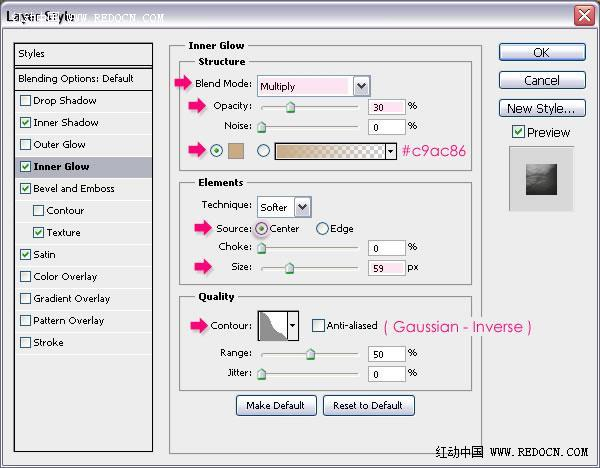 Layer Style
WWW.REDOCN.COM
Styles
Blending Options: Default
Drop Shadow
Inner Shadow
Outer Glow
Inner Glow
Bevel and Emboss
Contour
Texture
Satin
Color Overlay
Gradient Overlay
Pattern Overlay
Stroke
Inner Glow
Structure
Blend Mode: Multiply
Opacity: 30 %
Noise: 0 %
#c9ac86
Elements
Technique: Softer
Source: Center Edge
Choke: 0 %
Size: 59 px
Quality
Contour: Anti-aliased ( Gaussian - Inverse )
Range: 50 %
Jitter: 0 %
Make Default Reset to Default
OK
Cancel
New Style...
Preview
红动中国 WWW.REDOCN.COM